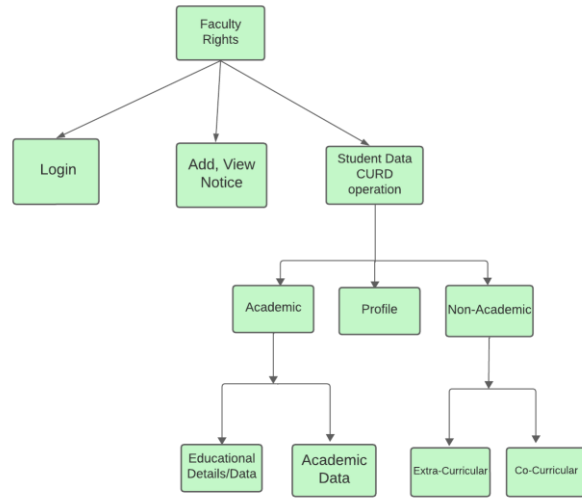 Faculty
Rights
Login
Add, View
Notice
Student Data
CURD
operation
Academic
Profile
Non-Academic
Educational
Details/Data
Academic
Data
Extra-Curricular
Co-Curricular